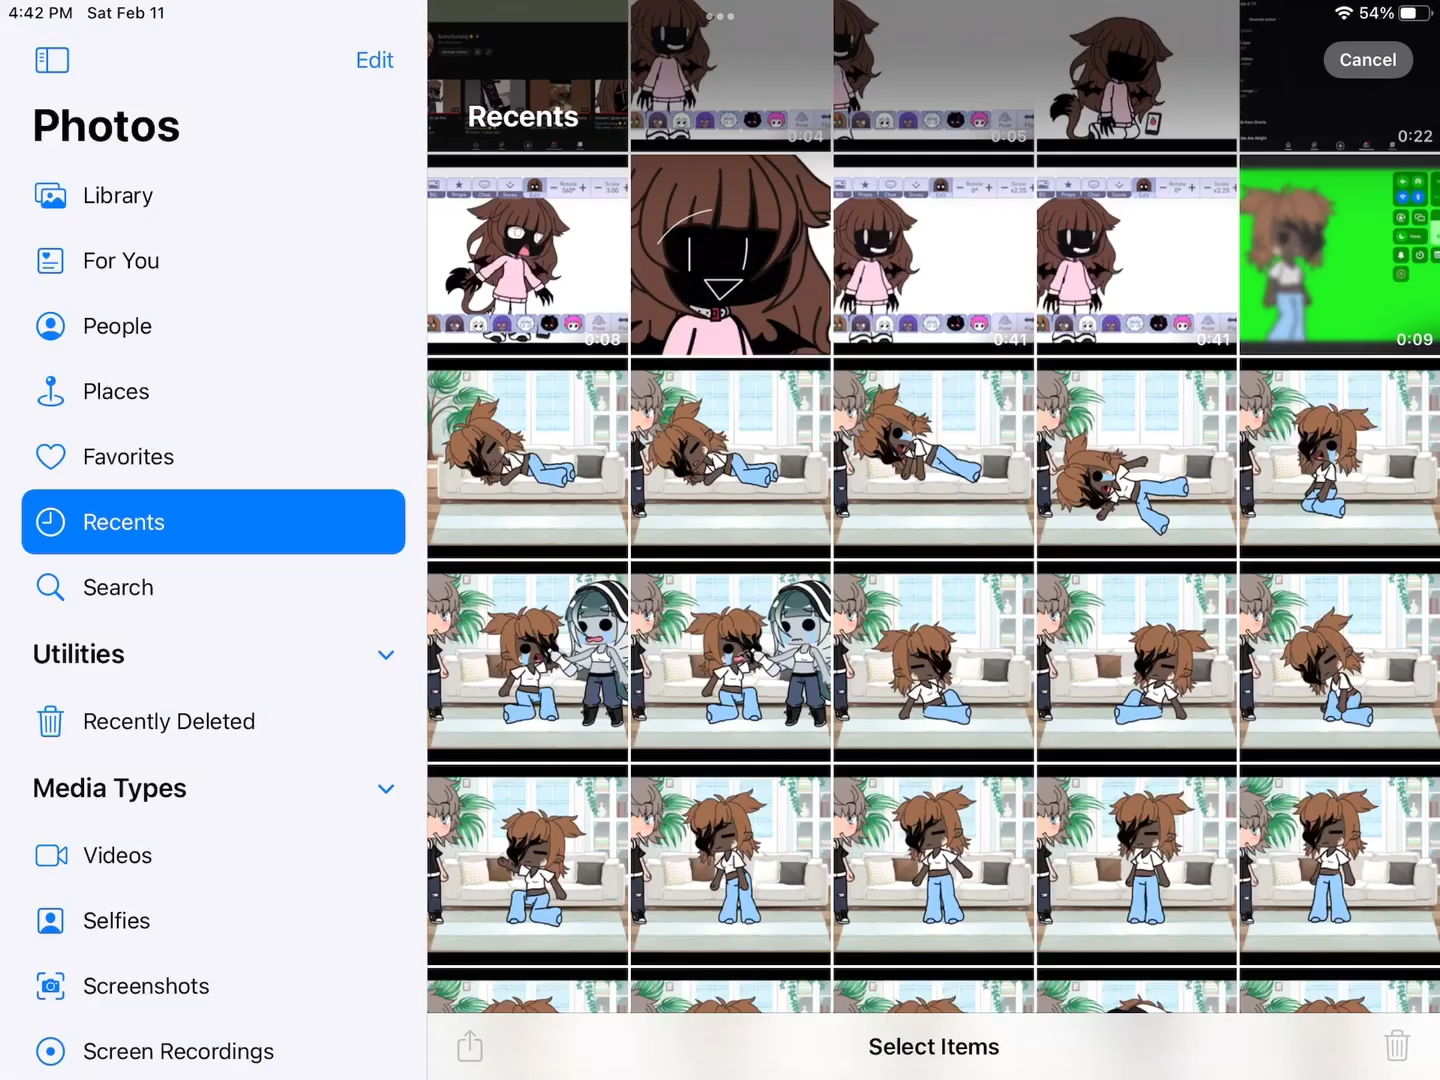 4:42 PM Sat Feb 11
54%
Edit
Cancel
Photos
Recents
0:04
0:05
0:22
Library
For You
People
Places
Favorites
Recents
Search
Utilities
Recently Deleted
Media Types
Videos
Selfies
Screenshots
Screen Recordings
0:08
0:41
0:41
0:09
Select Items